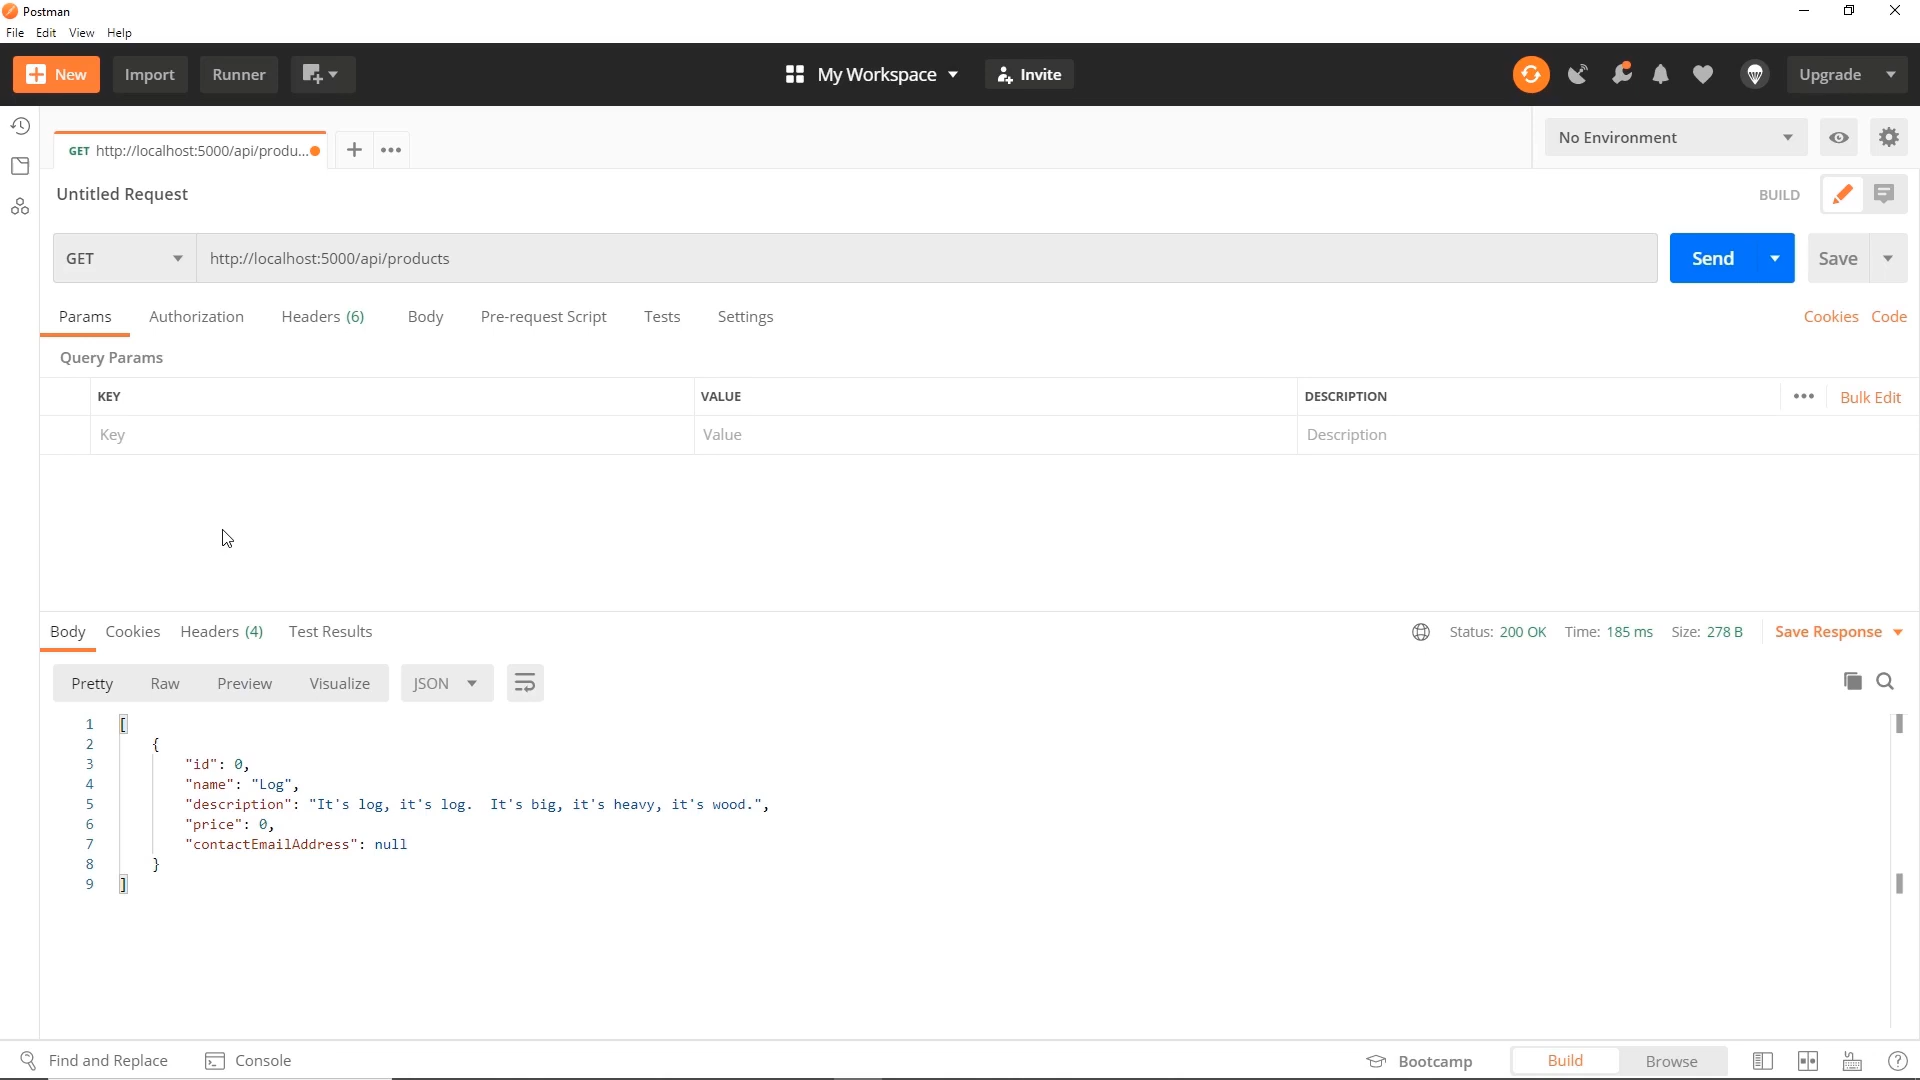 Postman
File Edit View Help
New Import Runner My Workspace Invite Upgrade
GET http://localhost:5000/api/produ... No Environment
Untitled Request BUILD
GET http://localhost:5000/api/products Send Save
Params Authorization Headers (6) Body Pre-request Script Tests Settings Cookies Code
Query Params
KEY VALUE DESCRIPTION Bulk Edit
Key Value Description
Body Cookies Headers (4) Test Results Status: 200 OK Time: 185 ms Size: 278 B Save Response
Pretty Raw Preview Visualize JSON
1 [
2 {
3 "id": 0,
4 "name": "Log",
5 "description": "It's log, it's log.  It's big, it's heavy, it's wood.",
6 "price": 0,
7 "contactEmailAddress": null
8 }
9 ]
Find and Replace Console Bootcamp Build Browse